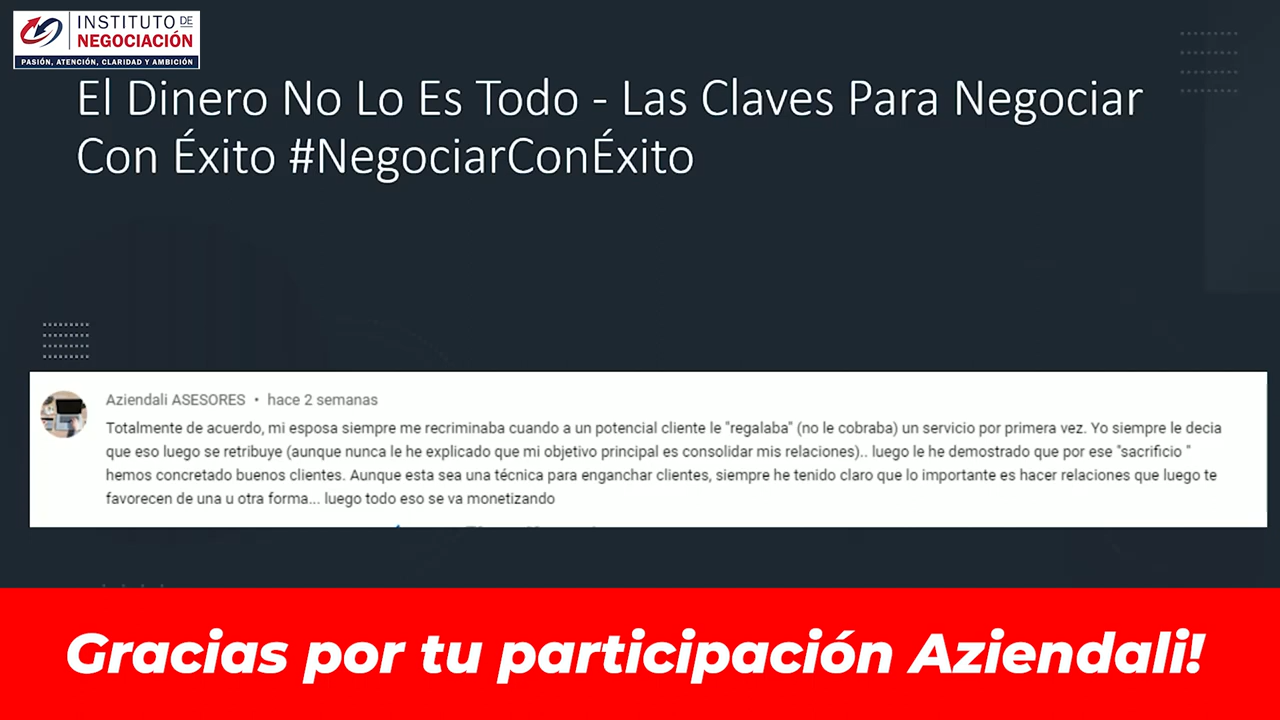 INSTITUTO DE
NEGOCIACIÓN
PASIÓN, ATENCIÓN, CLARIDAD Y AMBICIÓN
El Dinero No Lo Es Todo - Las Claves Para Negociar
Con Éxito #NegociarConÉxito
Aziendali ASESORES • hace 2 semanas
Totalmente de acuerdo, mi esposa siempre me recriminaba cuando a un potencial cliente le "regalaba" (no le cobraba) un servicio por primera vez. Yo siempre le decia
que eso luego se retribuye (aunque nunca le he explicado que mi objetivo principal es consolidar mis relaciones).. luego le he demostrado que por ese "sacrificio "
hemos concretado buenos clientes. Aunque esta sea una técnica para enganchar clientes, siempre he tenido claro que lo importante es hacer relaciones que luego te
favorecen de una u otra forma... luego todo eso se va monetizando
Gracias por tu participación Aziendali!